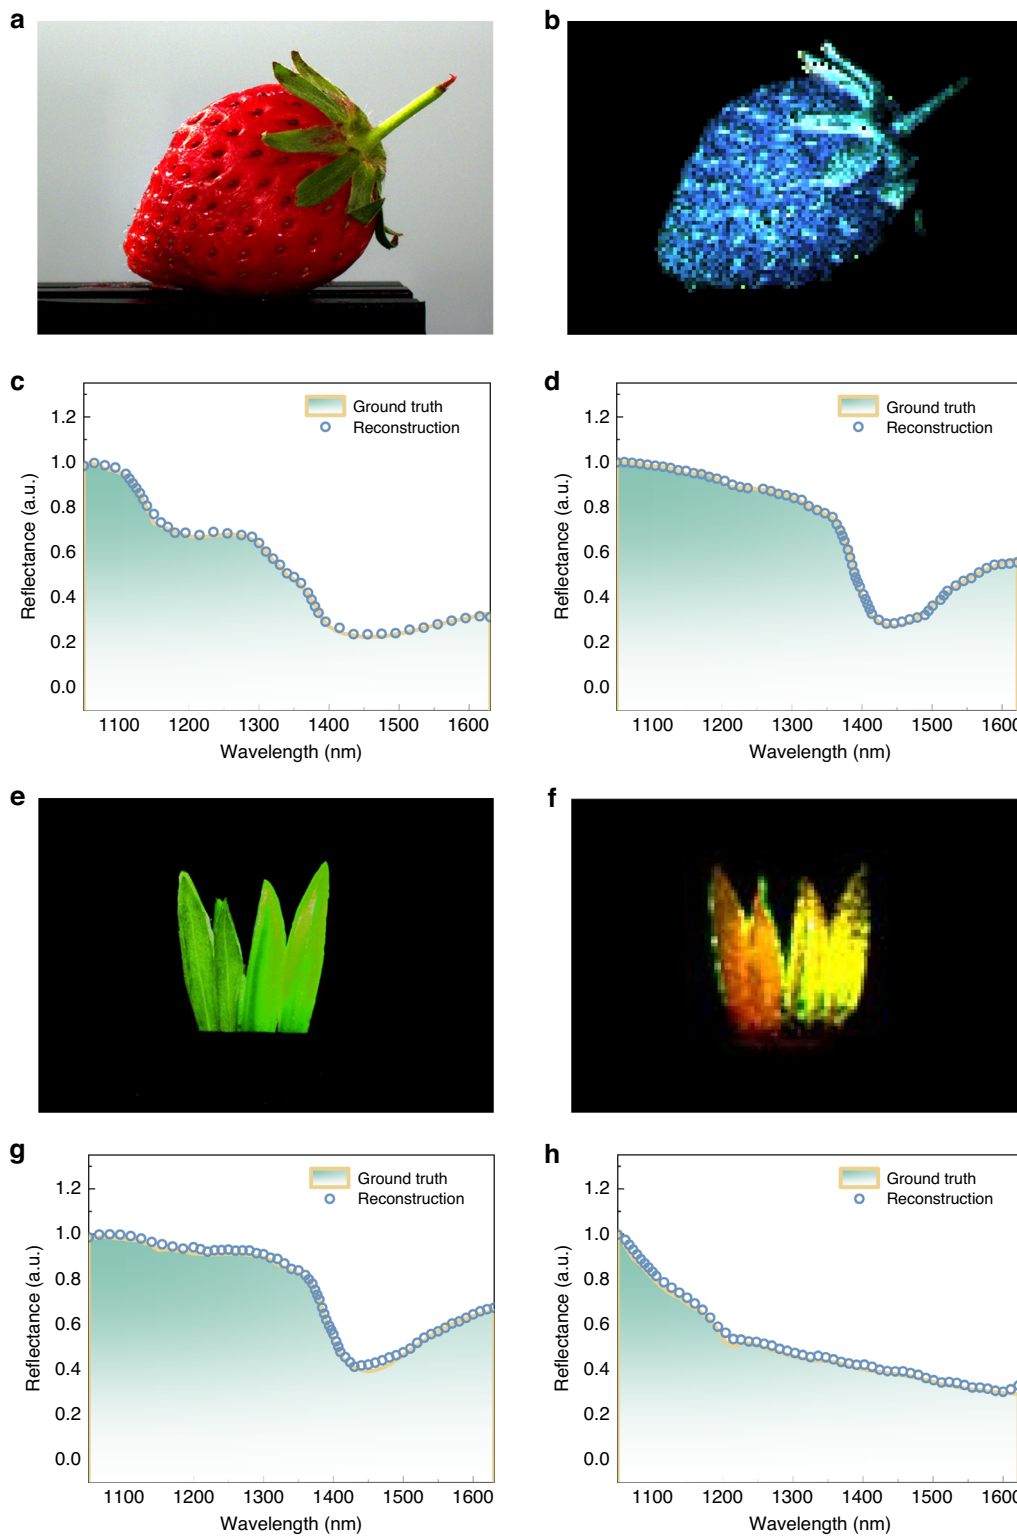 a
b
c
d
Ground truth
Reconstruction
Ground truth
Reconstruction
Reflectance (a.u.)
1.2
1.0
0.8
0.6
0.4
0.2
0.0
1100 1200 1300 1400 1500 1600
Wavelength (nm)
Reflectance (a.u.)
1.2
1.0
0.8
0.6
0.4
0.2
0.0
1100 1200 1300 1400 1500
Wavelength (nm)
e
f
g
h
Ground truth
Reconstruction
Ground truth
Reconstruction
Reflectance (a.u.)
1.2
1.0
0.8
0.6
0.4
0.2
0.0
1100 1200 1300 1400 1500 1600
Wavelength (nm)
Reflectance (a.u.)
1.2
1.0
0.8
0.6
0.4
0.2
0.0
1100 1200 1300 1400 1500
Wavelength (nm)